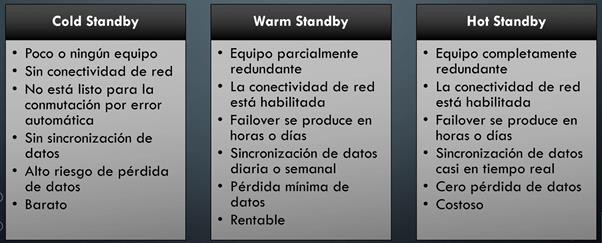 Cold Standby
• Poco o ningún equipo
• Sin conectividad de red
• No está listo para la
conmutación por error
automática
• Sin sincronización de
datos
• Alto riesgo de pérdida
de datos
• Barato
Warm Standby
• Equipo parcialmente
redundante
• La conectividad de red
está habilitada
• Failover se produce en
horas o días
• Sincronización de datos
diaria o semanal
• Pérdida mínima de
datos
• Rentable
Hot Standby
• Equipo completamente
redundante
• La conectividad de red
está habilitada
• Failover se produce en
horas o días
• Sincronización de datos
casi en tiempo real
• Cero pérdida de datos
• Costoso